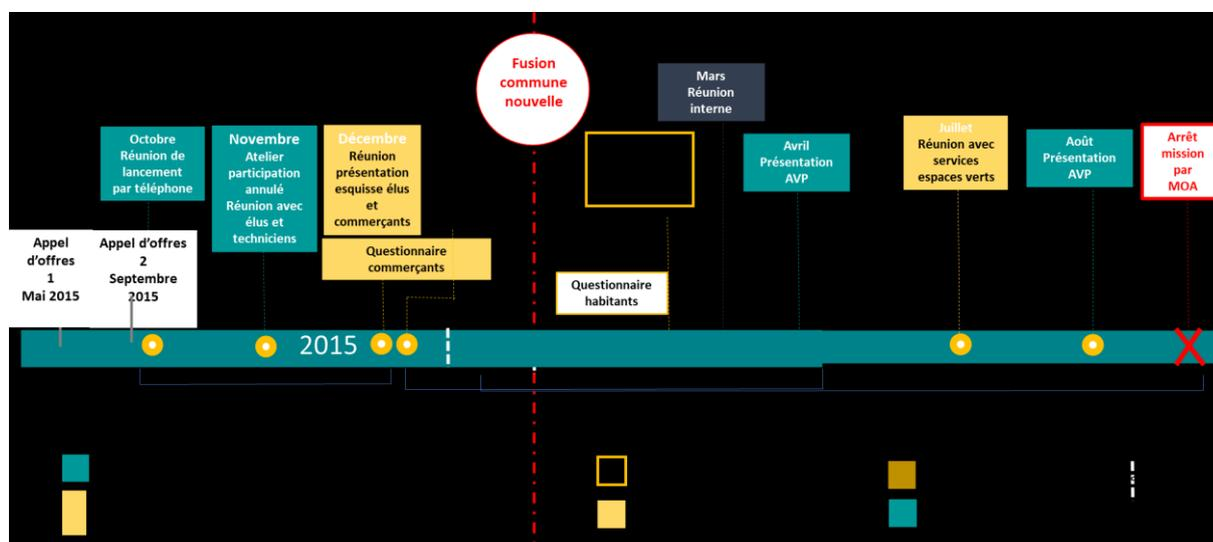 Fusion
commune
nouvelle
Mars
Réunion
interne
Octobre
Réunion de
lancement
par téléphone
Novembre
Atelier
participation
annulé
Réunion avec
élus et
techniciens
Décembre
Réunion
présentation
esquisse élus
et
commerçants
Questionnaire
commerçants
Avril
Présentation
AVP
Juillet
Réunion avec
services
espaces verts
Août
Présentation
AVP
Arrêt
mission
par
MOA
Appel
d'offres
1
Mai 2015
Appel d'offres
2
Septembre
2015
Questionnaire
habitants
2015